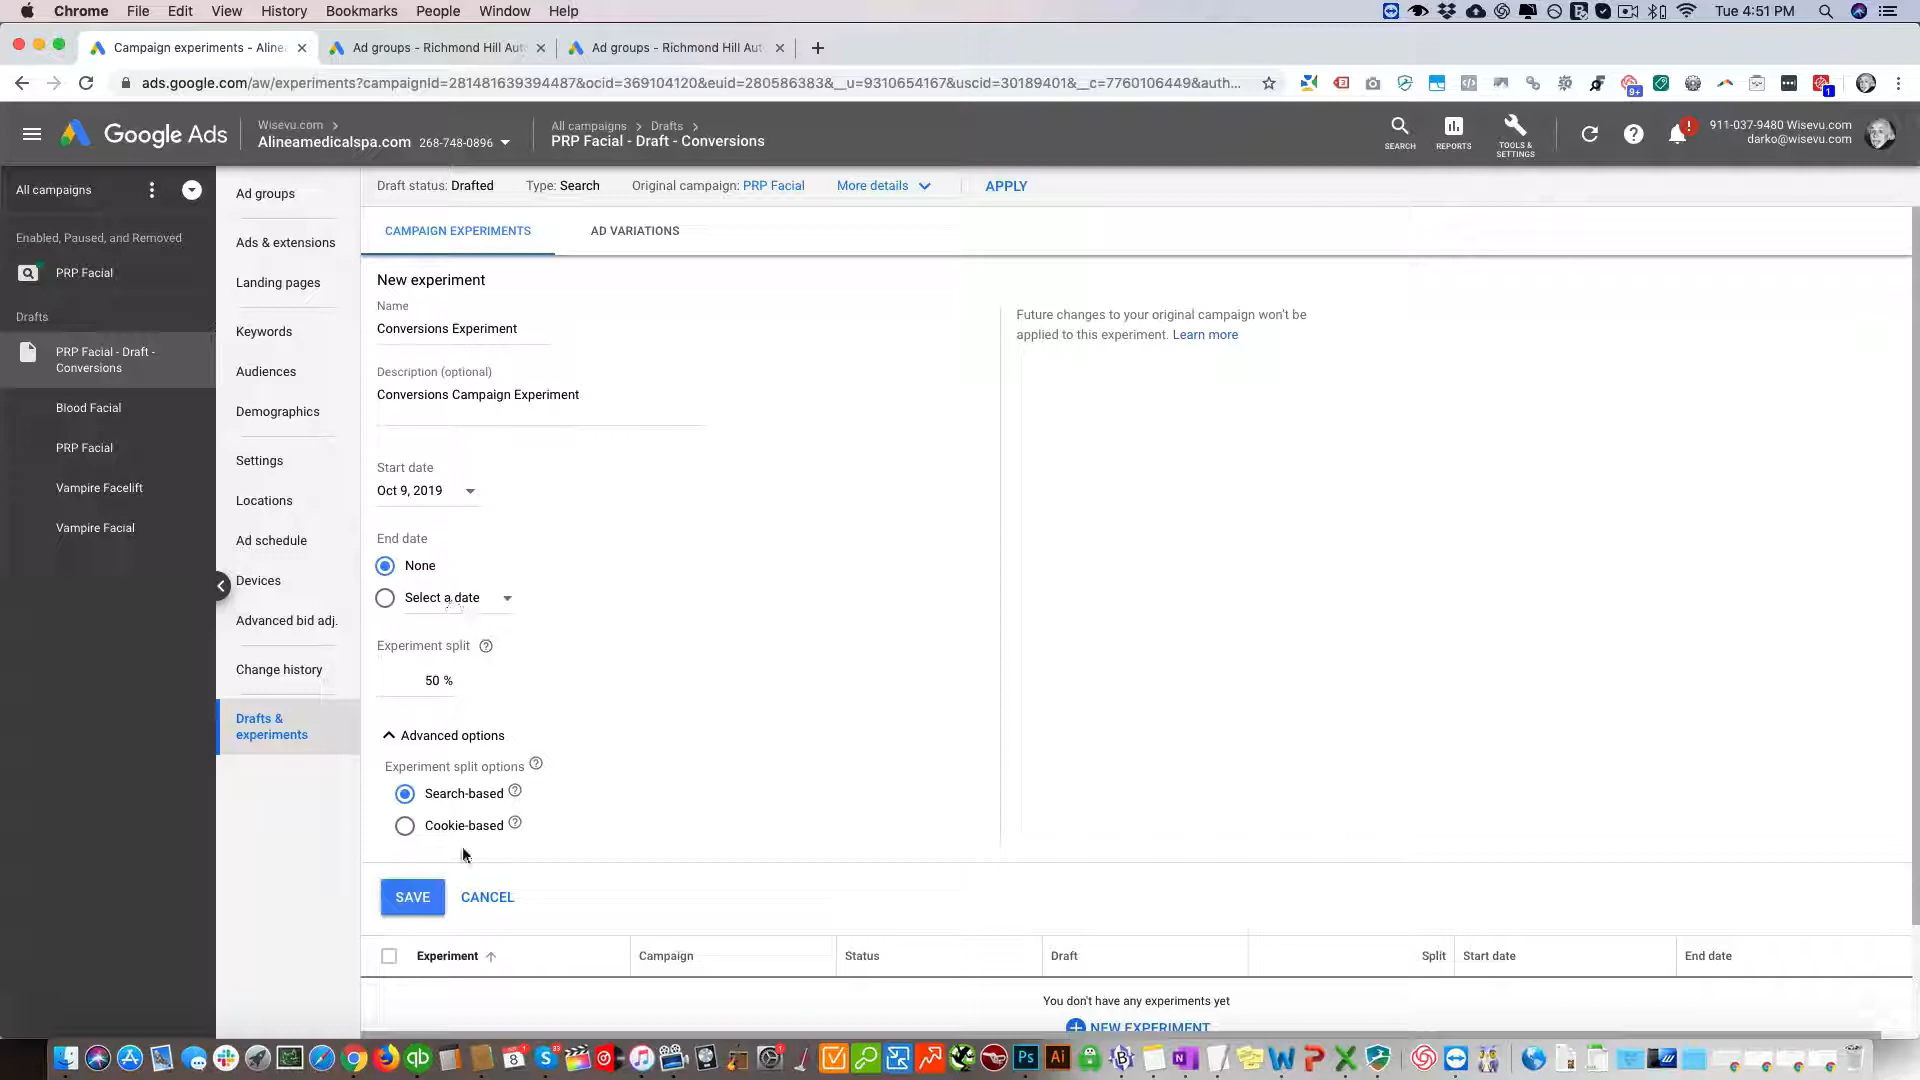 Chrome File Edit View History Bookmarks People Window Help Tue 4:51 PM
Campaign experiments - Aline Ad groups - Richmond Hill Aut Ad groups - Richmond Hill Aut
ads.google.com/aw/experiments?campaignId=281481639394487&ocid=369104120&euid=280586383&__u=9310654167&uscid=30189401&__c=7760106449&auth...
9+
1
Google Ads
Wisevu.com
Alineamedicalspa.com 268-748-0896
All campaigns Drafts
PRP Facial - Draft - Conversions
SEARCH
REPORTS
TOOLS & SETTINGS
!
911-037-9480 Wisevu.com
darko@wisevu.com
All campaigns
Enabled, Paused, and Removed
PRP Facial
Drafts
PRP Facial - Draft -
Conversions
Blood Facial
PRP Facial
Vampire Facelift
Vampire Facial
Ad groups
Ads & extensions
Landing pages
Keywords
Audiences
Demographics
Settings
Locations
Ad schedule
Devices
Advanced bid adj.
Change history
Drafts &
experiments
Draft status: Drafted Type: Search Original campaign: PRP Facial More details APPLY
CAMPAIGN EXPERIMENTS AD VARIATIONS
New experiment
Name
Conversions Experiment
Description (optional)
Conversions Campaign Experiment
Start date
Oct 9, 2019
End date
None
Select a date
Experiment split
50 %
Advanced options
Experiment split options
Search-based
Cookie-based
Future changes to your original campaign won't be
applied to this experiment. Learn more
SAVE CANCEL
Experiment Campaign Status Draft Split Start date End date
You don't have any experiments yet
NEW EXPERIMENT